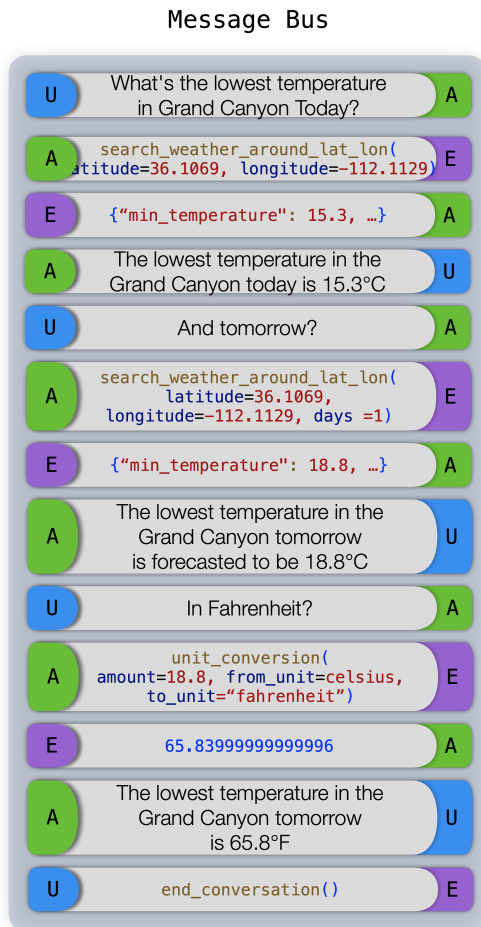 Message Bus
U What's the lowest temperature A
in Grand Canyon Today?
A search_weather_around_lat_lon( E
atitude=36.1069, longitude=−112.1129)
E {“min_temperature": 15.3, …} A
A The lowest temperature in the U
Grand Canyon today is 15.3°C
U And tomorrow? A
search_weather_around_lat_lon(
A latitude=36.1069, E
longitude=−112.1129, days =1)
E {“min_temperature": 18.8, …} A
The lowest temperature in the
A Grand Canyon tomorrow U
is forecasted to be 18.8°C
U In Fahrenheit? A
unit_conversion(
A amount=18.8, from_unit=celsius, E
to_unit=“fahrenheit”)
E 65.83999999999996 A
The lowest temperature in the
A Grand Canyon tomorrow U
is 65.8°F
U end_conversation() E